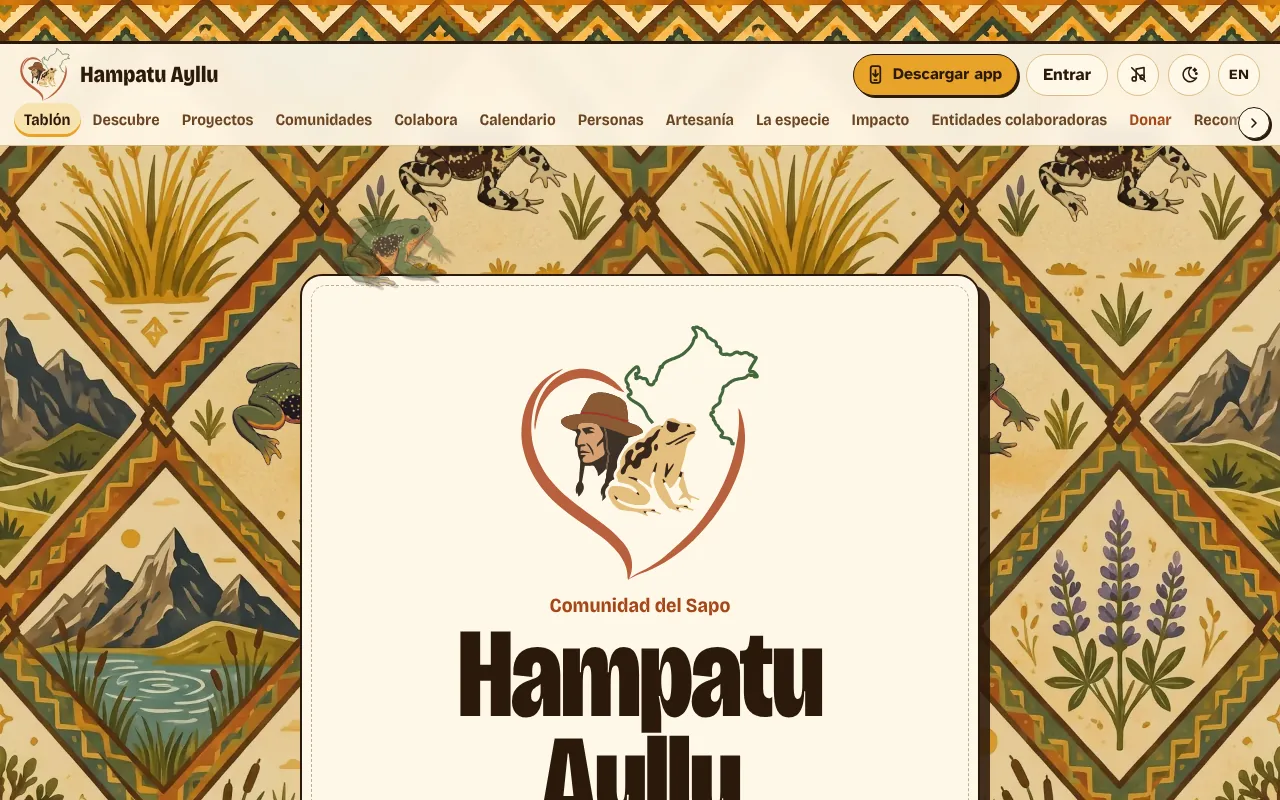 Hampatu Ayllu
Descargar app
Entrar
EN
Tablón
Descubre
Proyectos
Comunidades
Colabora
Calendario
Personas
Artesanía
La especie
Impacto
Entidades colaboradoras
Donar
Comunidad del Sapo
Hampatu
Ayllu